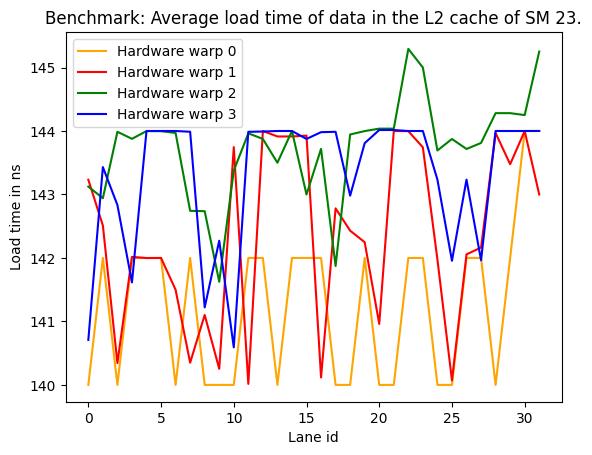 Benchmark: Average load time of data in the L2 cache of SM 23.
Hardware warp 0
Hardware warp 1
Hardware warp 2
Hardware warp 3
Load time in ns
145
144
143
142
141
140
0 5 10 15 20 25 30
Lane id